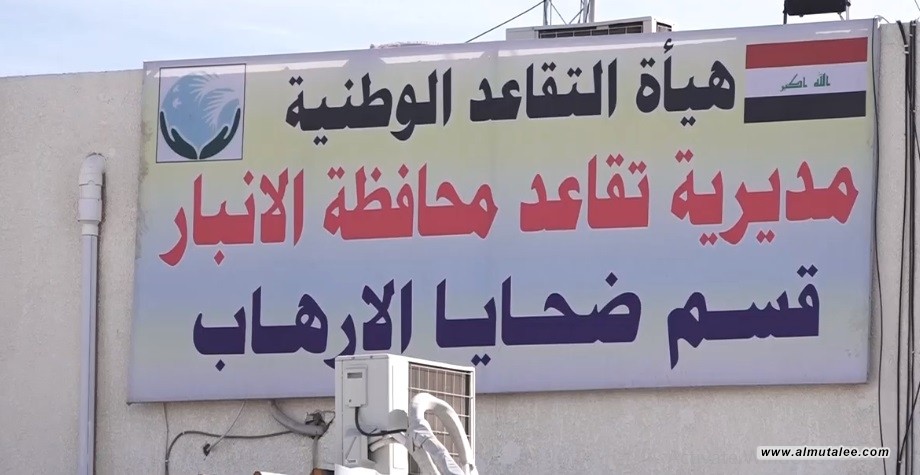 هيأة التقاعد الوطنية
الله اكبر
مديرية تقاعد محافظة الانبار
قسم ضحايا الارهاب
www.almutalee.com